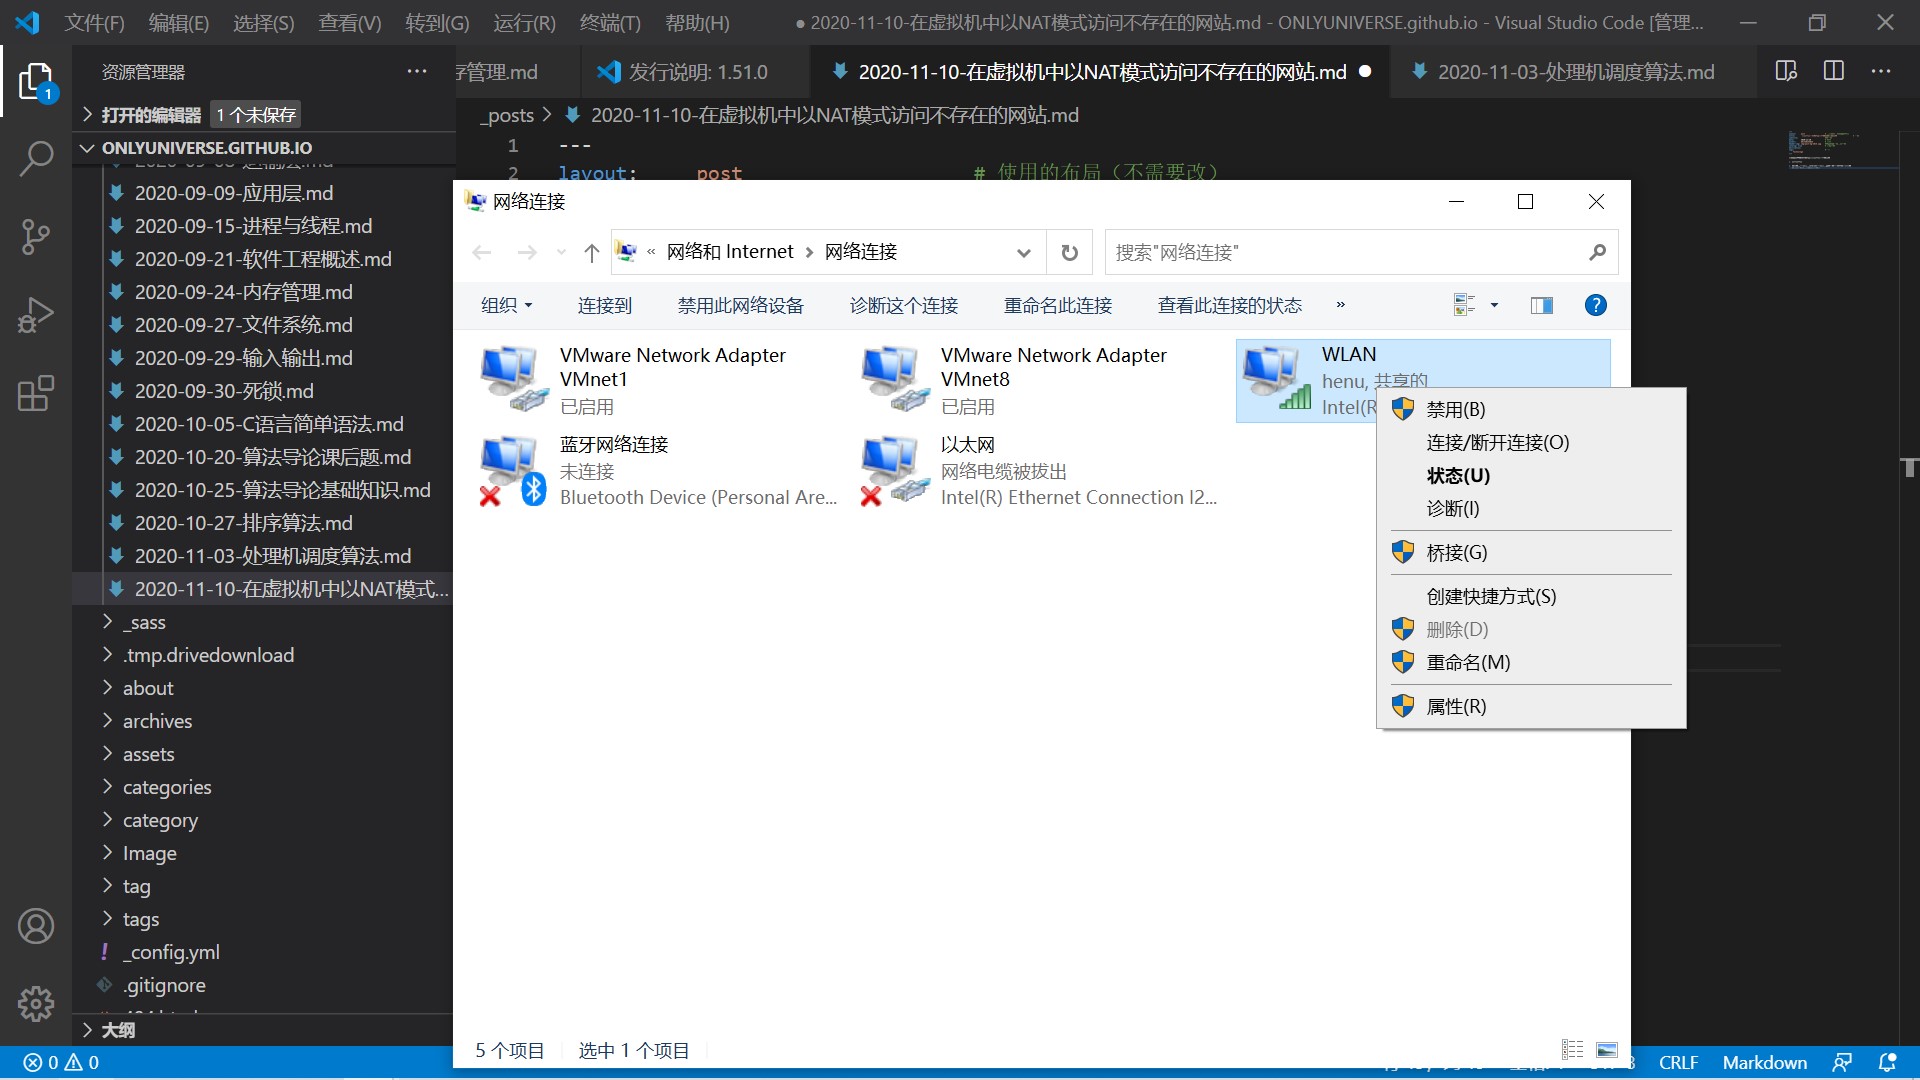 文件(F) 编辑(E) 选择(S) 查看(V) 转到(G) 运行(R) 终端(T) 帮助(H) ● 2020-11-10-在虚拟机中以NAT模式访问不存在的网站.md - ONLYUNIVERSE.github.io - Visual Studio Code [管理...
资源管理器
存管理.md
发行说明: 1.51.0
2020-11-10-在虚拟机中以NAT模式访问不存在的网站.md ●
2020-11-03-处理机调度算法.md
1
打开的编辑器 1 个未保存
_posts > 2020-11-10-在虚拟机中以NAT模式访问不存在的网站.md
ONLYUNIVERSE.GITHUB.IO
1 ---
2 layout: post # 使用的布局（不需要改）
2020-09-09-应用层.md
2020-09-15-进程与线程.md
2020-09-21-软件工程概述.md
2020-09-24-内存管理.md
2020-09-27-文件系统.md
2020-09-29-输入输出.md
2020-09-30-死锁.md
2020-10-05-C语言简单语法.md
2020-10-20-算法导论课后题.md
2020-10-25-算法导论基础知识.md
2020-10-27-排序算法.md
2020-11-03-处理机调度算法.md
2020-11-10-在虚拟机中以NAT模式...
_sass
.tmp.drivedownload
about
archives
assets
categories
category
Image
tag
tags
_config.yml
.gitignore
大纲
网络连接
« 网络和 Internet › 网络连接
搜索"网络连接"
组织 连接到 禁用此网络设备 诊断这个连接 重命名此连接 查看此连接的状态 »
VMware Network Adapter
VMnet1
已启用
VMware Network Adapter
VMnet8
已启用
WLAN
henu, 共享的
Intel(R
蓝牙网络连接
未连接
Bluetooth Device (Personal Are...
以太网
网络电缆被拔出
Intel(R) Ethernet Connection I2...
禁用(B)
连接/断开连接(O)
状态(U)
诊断(I)
桥接(G)
创建快捷方式(S)
删除(D)
重命名(M)
属性(R)
5 个项目 选中 1 个项目
0 0
CRLF Markdown